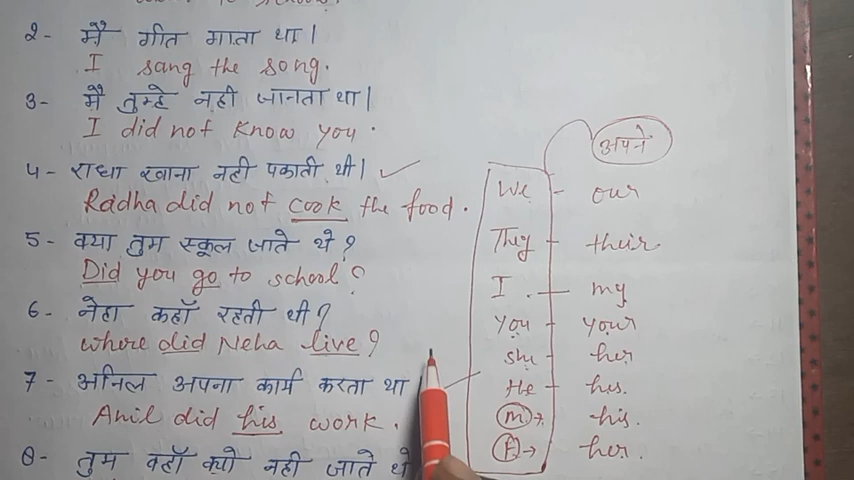 2- मै गीत गाता था।
I sang the song.
3- मै तुम्हे नही जानता था।
I did not know you.
4- राधा खाना नही पकाती थी।
Radha did not cook the food.
5- क्या तुम स्कूल जाते थे?
Did you go to school?
6- नेहा कहाँ रहती थी?
where did Neha live?
7- अनिल अपना कार्य करता था
Anil did his work.
8- तुम वहाँ क्यो नही जाते थे
अपने
We - our
They - their
I - my
you - your
She - her
He - his.
m → his.
F → her.